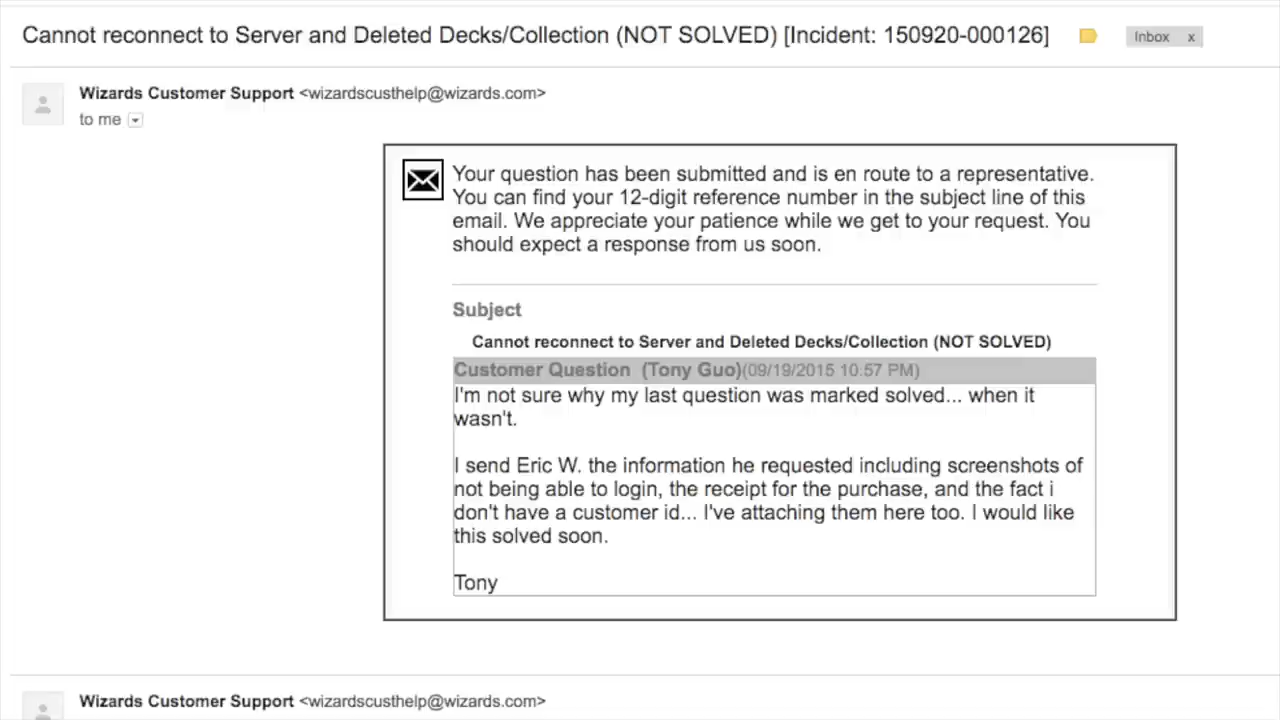 Cannot reconnect to Server and Deleted Decks/Collection (NOT SOLVED) [Incident: 150920-000126]
Inbox x
Wizards Customer Support <wizardscusthelp@wizards.com>
to me
Your question has been submitted and is en route to a representative.
You can find your 12-digit reference number in the subject line of this
email. We appreciate your patience while we get to your request. You
should expect a response from us soon.
Subject
Cannot reconnect to Server and Deleted Decks/Collection (NOT SOLVED)
Customer Question (Tony Guo)(09/19/2015 10:57 PM)
I'm not sure why my last question was marked solved... when it
wasn't.
I send Eric W. the information he requested including screenshots of
not being able to login, the receipt for the purchase, and the fact i
don't have a customer id... I've attaching them here too. I would like
this solved soon.
Tony
Wizards Customer Support <wizardscusthelp@wizards.com>